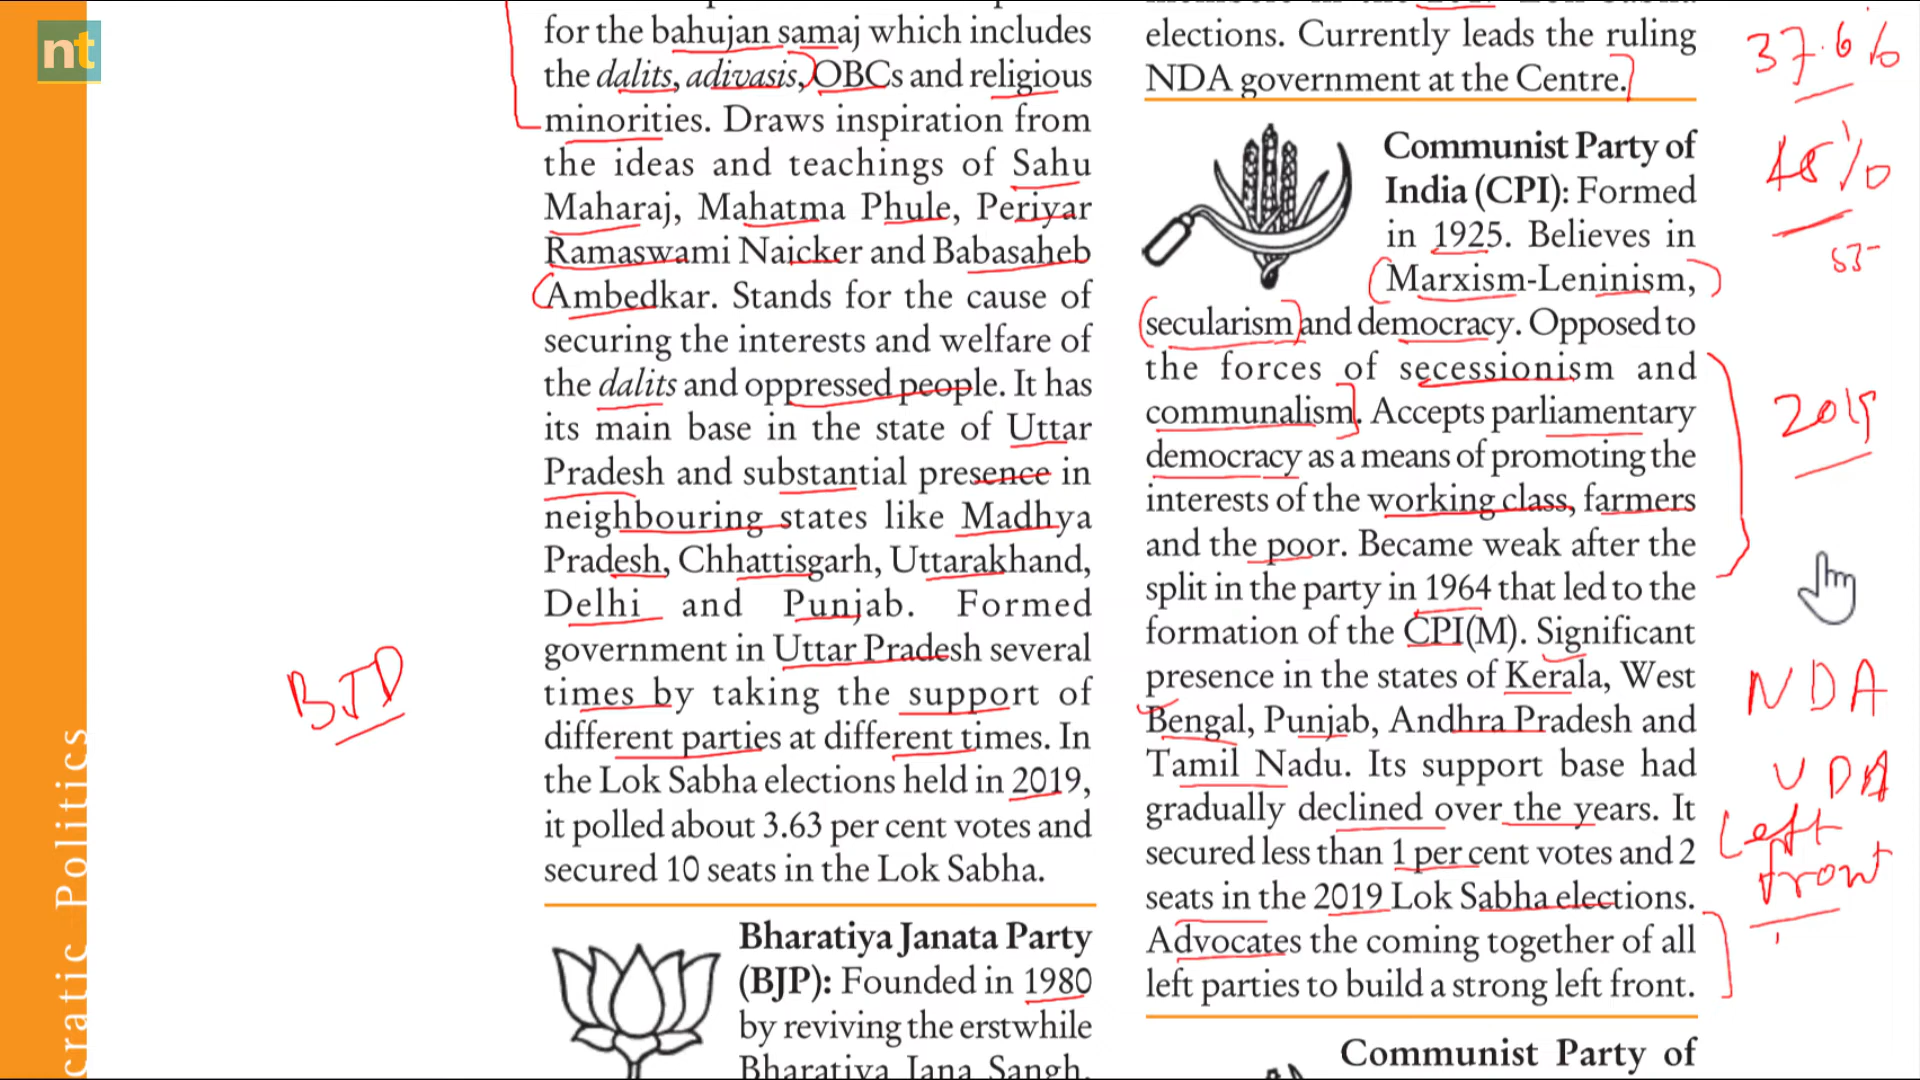 nt
for the bahujan samaj which includes
the dalits, adivasis, OBCs and religious
minorities. Draws inspiration from
the ideas and teachings of Sahu
Maharaj, Mahatma Phule, Periyar
Ramaswami Naicker and Babasaheb
Ambedkar. Stands for the cause of
securing the interests and welfare of
the dalits and oppressed people. It has
its main base in the state of Uttar
Pradesh and substantial presence in
neighbouring states like Madhya
Pradesh, Chhattisgarh, Uttarakhand,
Delhi and Punjab. Formed
government in Uttar Pradesh several
times by taking the support of
different parties at different times. In
the Lok Sabha elections held in 2019,
it polled about 3.63 per cent votes and
secured 10 seats in the Lok Sabha.
Bharatiya Janata Party
(BJP): Founded in 1980
by reviving the erstwhile
Bharatiya Jana Sangh,
elections. Currently leads the ruling
NDA government at the Centre.
Communist Party of
India (CPI): Formed
in 1925. Believes in
Marxism-Leninism,
secularism and democracy. Opposed to
the forces of secessionism and
communalism. Accepts parliamentary
democracy as a means of promoting the
interests of the working class, farmers
and the poor. Became weak after the
split in the party in 1964 that led to the
formation of the CPI(M). Significant
presence in the states of Kerala, West
Bengal, Punjab, Andhra Pradesh and
Tamil Nadu. Its support base had
gradually declined over the years. It
secured less than 1 per cent votes and 2
seats in the 2019 Lok Sabha elections.
Advocates the coming together of all
left parties to build a strong left front.
Communist Party of
37.6%
2019
NDA
UDA
Left
front
BJD
cratic Politics